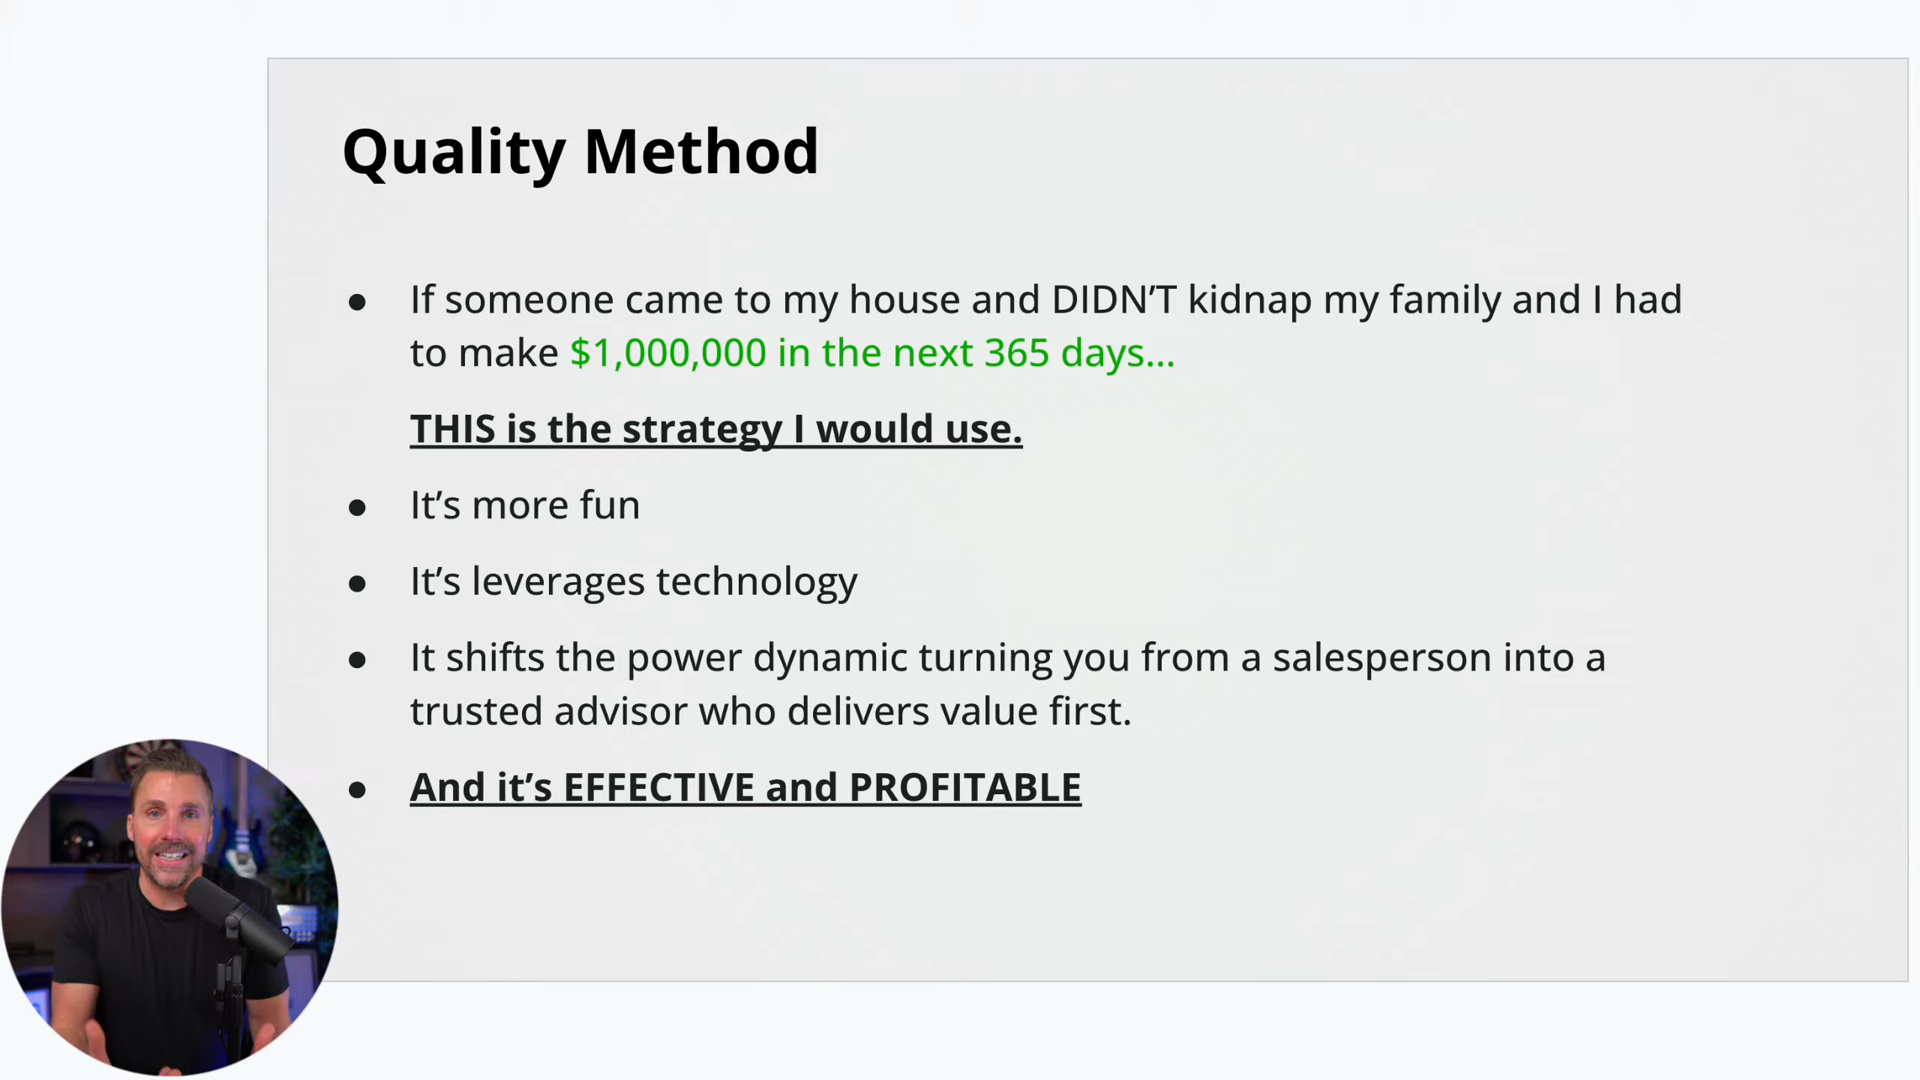 Quality Method
● If someone came to my house and DIDN’T kidnap my family and I had
to make $1,000,000 in the next 365 days...
THIS is the strategy I would use.
● It’s more fun
● It’s leverages technology
● It shifts the power dynamic turning you from a salesperson into a
trusted advisor who delivers value first.
● And it’s EFFECTIVE and PROFITABLE